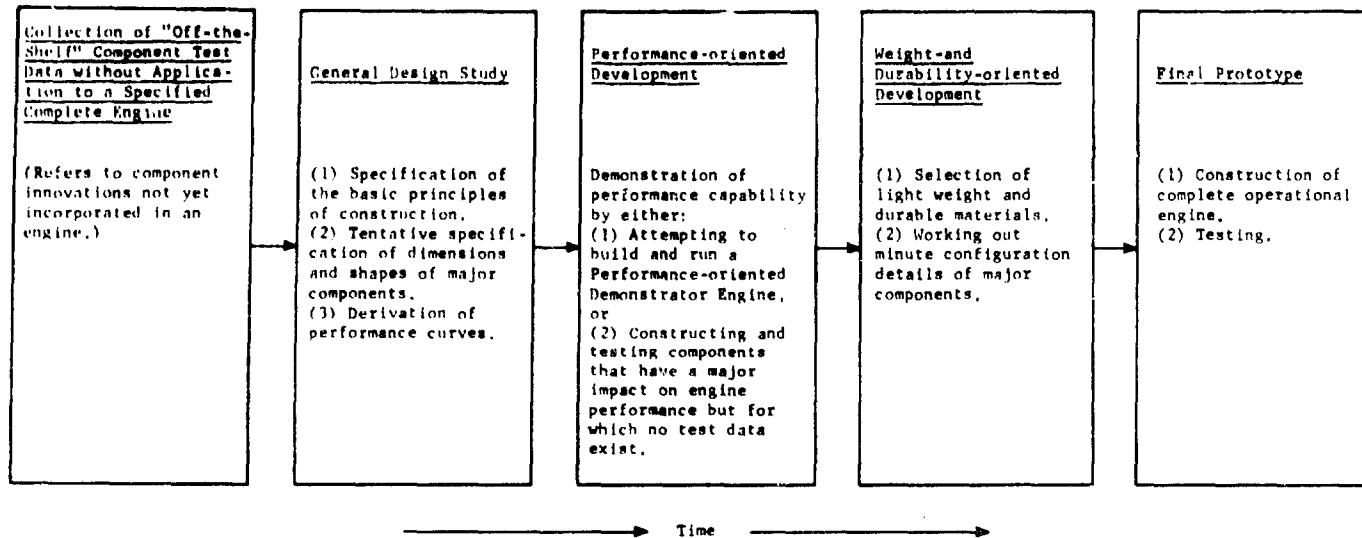 Collection of "Off-the-
Shelf" Component Test
Data without Applica-
tion to a Specified
Complete Engine
(Refers to component
innovations not yet
incorporated in an
engine.)
General Design Study
(1) Specification of
the basic principles
of construction.
(2) Tentative specifi-
cation of dimensions
and shapes of major
components.
(3) Derivation of
performance curves.
Performance-oriented
Development
Demonstration of
performance capability
by either:
(1) Attempting to
build and run a
Performance-oriented
Demonstrator Engine,
or
(2) Constructing and
testing components
that have a major
impact on engine
performance but for
which no test data
exist.
Weight-and
Durability-oriented
Development
(1) Selection of
light weight and
durable materials.
(2) Working out
minute configuration
details of major
components.
Final Prototype
(1) Construction of
complete operational
engine.
(2) Testing.
Time